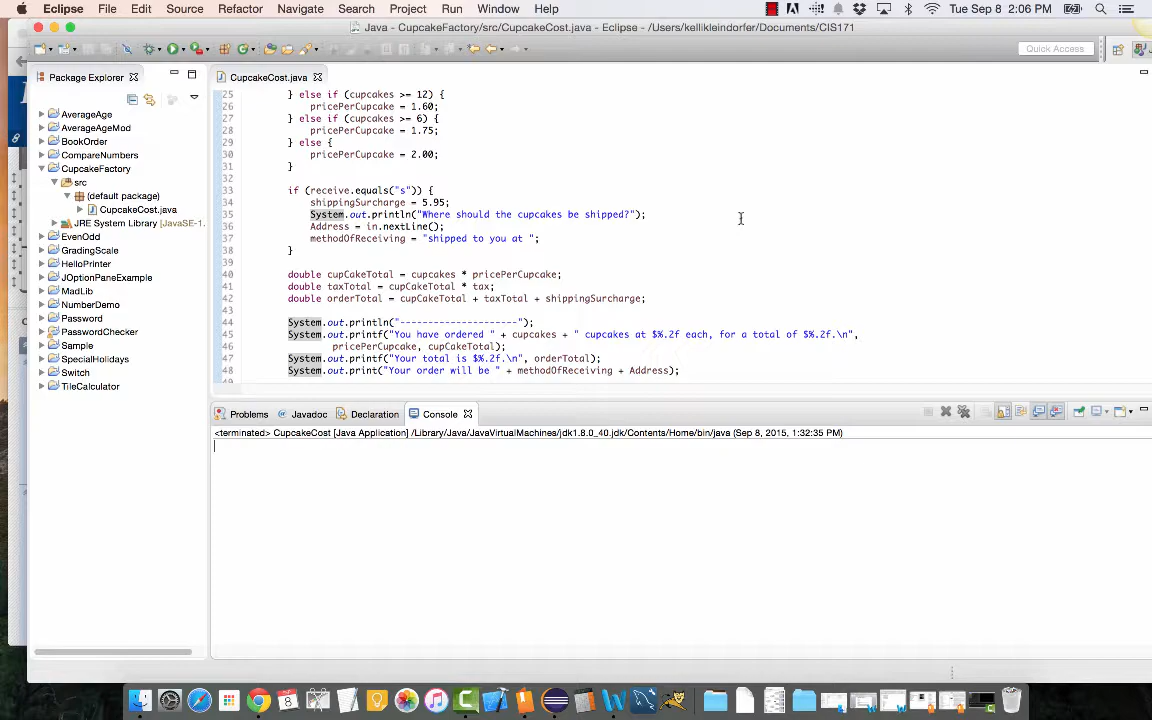 Eclipse File Edit Source Refactor Navigate Search Project Run Window Help Tue Sep 8 2:06 PM
Java - CupcakeFactory/src/CupcakeCost.java - Eclipse - /Users/kellikleindorfer/Documents/CIS171
Quick Access
Package Explorer
CupcakeCost.java
AverageAge
AverageAgeMod
BookOrder
CompareNumbers
CupcakeFactory
src
(default package)
CupcakeCost.java
JRE System Library [JavaSE-1.
EvenOdd
GradingScale
HelloPrinter
JOptionPaneExample
MadLib
NumberDemo
Password
PasswordChecker
Sample
SpecialHolidays
Switch
TileCalculator
25 } else if (cupcakes >= 12) {
26 pricePerCupcake = 1.60;
27 } else if (cupcakes >= 6) {
28 pricePerCupcake = 1.75;
29 } else {
30 pricePerCupcake = 2.00;
31 }
32
33 if (receive.equals("s")) {
34 shippingSurcharge = 5.95;
35 System.out.println("Where should the cupcakes be shipped?");
36 Address = in.nextLine();
37 methodOfReceiving = "shipped to you at ";
38 }
39
40 double cupCakeTotal = cupcakes * pricePerCupcake;
41 double taxTotal = cupCakeTotal * tax;
42 double orderTotal = cupCakeTotal + taxTotal + shippingSurcharge;
43
44 System.out.println("---------------------");
45 System.out.printf("You have ordered " + cupcakes + " cupcakes at $%.2f each, for a total of $%.2f.\n",
46 pricePerCupcake, cupCakeTotal);
47 System.out.printf("Your total is $%.2f.\n", orderTotal);
48 System.out.print("Your order will be " + methodOfReceiving + Address);
49
Problems Javadoc Declaration Console
<terminated> CupcakeCost [Java Application] /Library/Java/JavaVirtualMachines/jdk1.8.0_40.jdk/Contents/Home/bin/java (Sep 8, 2015, 1:32:35 PM)